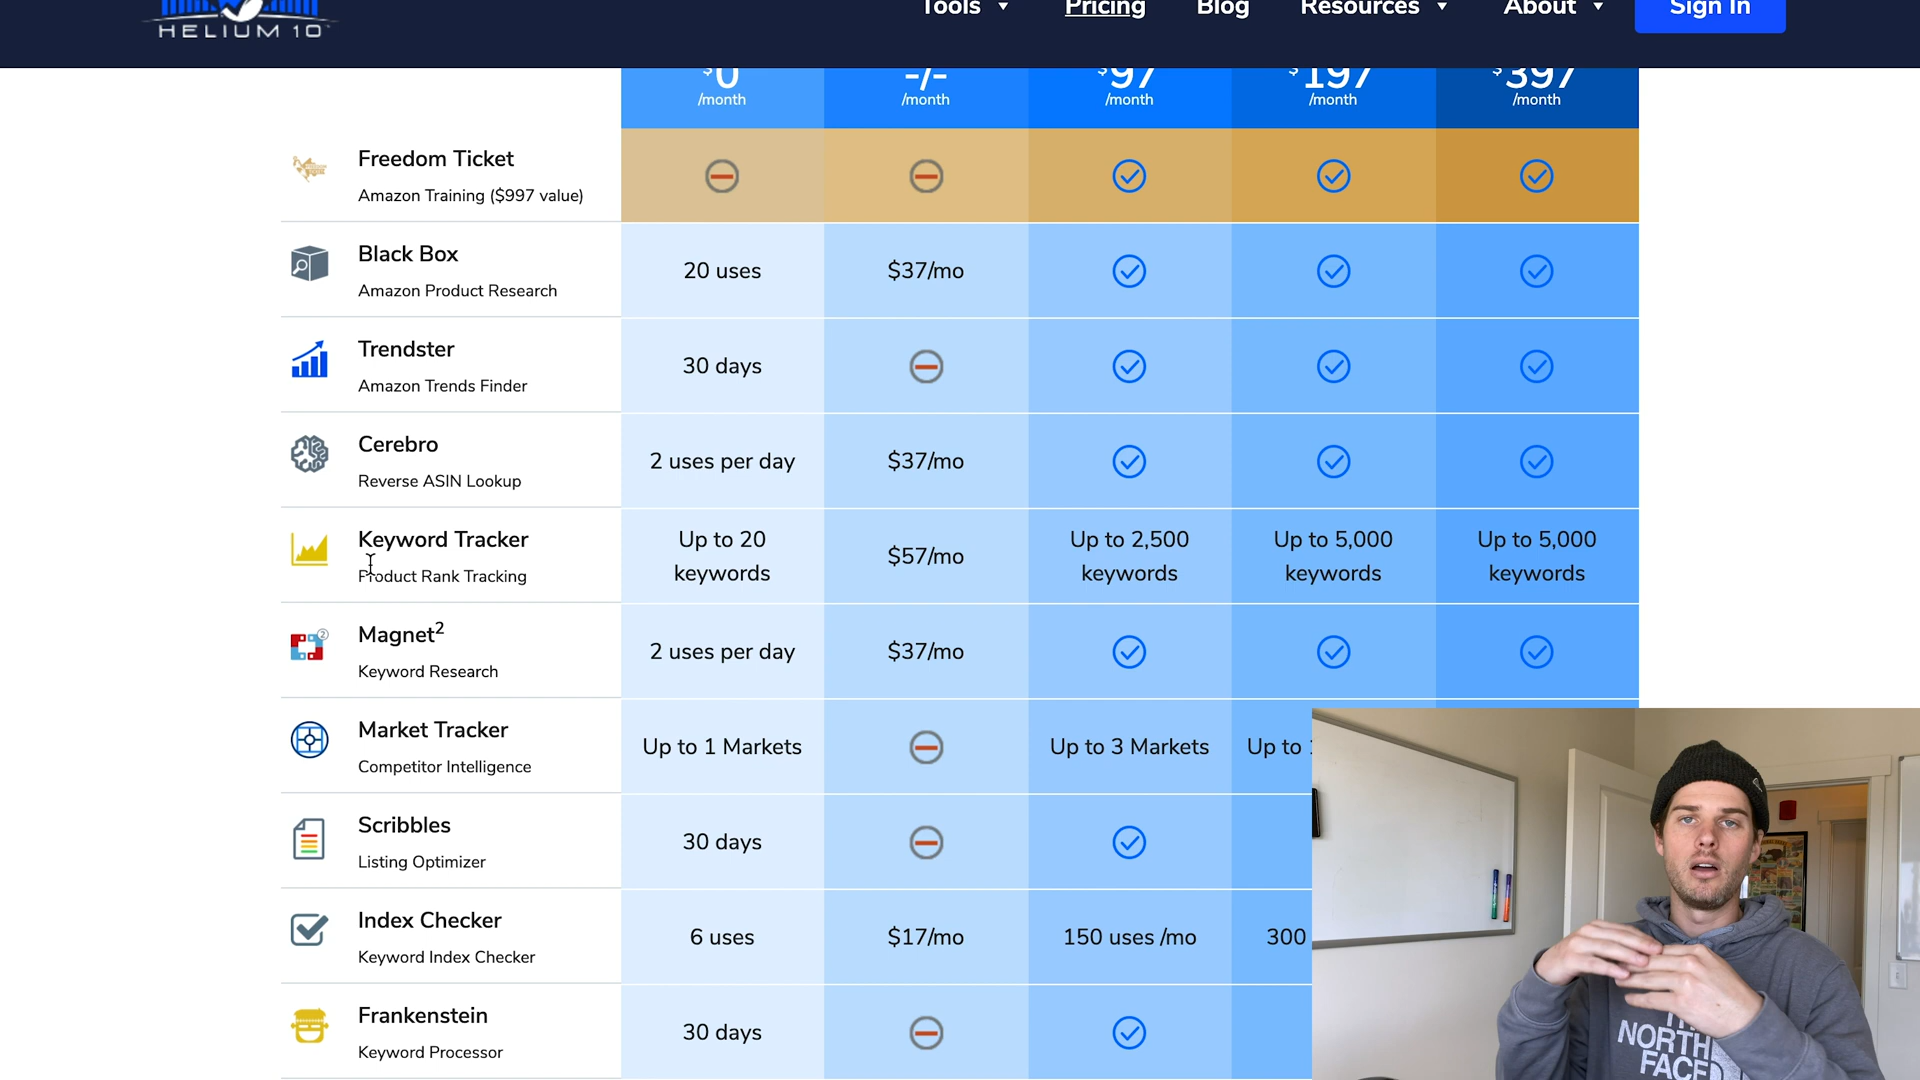 HELIUM 10
Tools Pricing Blog Resources About Sign In
$0 -/- $97 $197 $397
/month /month /month /month /month
Freedom Ticket
Amazon Training ($997 value)
Black Box
Amazon Product Research
20 uses $37/mo
Trendster
Amazon Trends Finder
30 days
Cerebro
Reverse ASIN Lookup
2 uses per day $37/mo
Keyword Tracker
Product Rank Tracking
Up to 20 keywords $57/mo Up to 2,500 keywords Up to 5,000 keywords Up to 5,000 keywords
Magnet2
Keyword Research
2 uses per day $37/mo
Market Tracker
Competitor Intelligence
Up to 1 Markets Up to 3 Markets Up to
Scribbles
Listing Optimizer
30 days
Index Checker
Keyword Index Checker
6 uses $17/mo 150 uses /mo 300
Frankenstein
Keyword Processor
30 days
NORTH
FACE